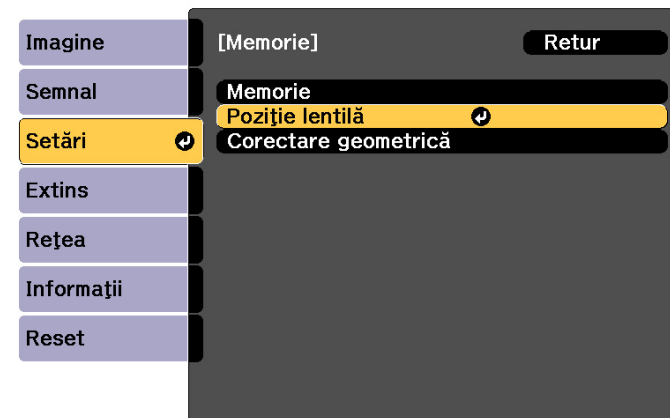 Imagine
Semnal
Setări
Extins
Reţea
Informaţii
Reset
[Memorie] Retur
Memorie
Poziţie lentilă
Corectare geometrică